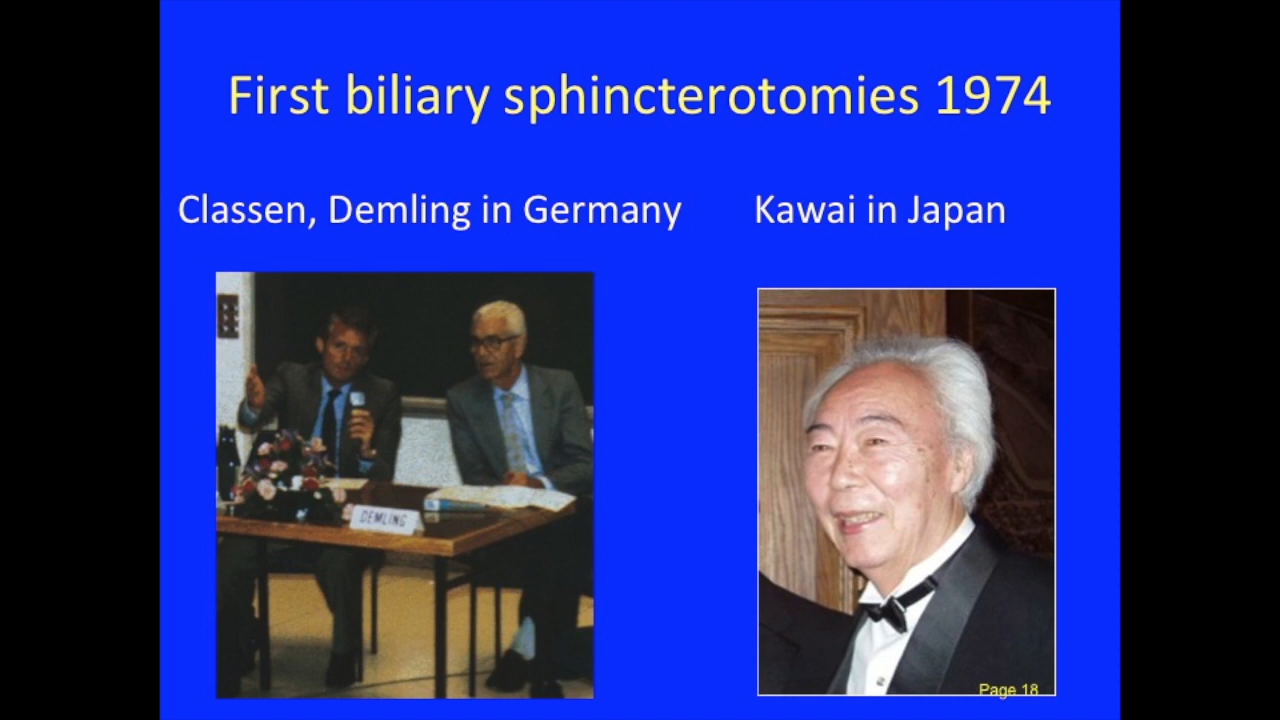 First biliary sphincterotomies 1974
Classen, Demling in Germany
Kawai in Japan
DEMLING
Page 18